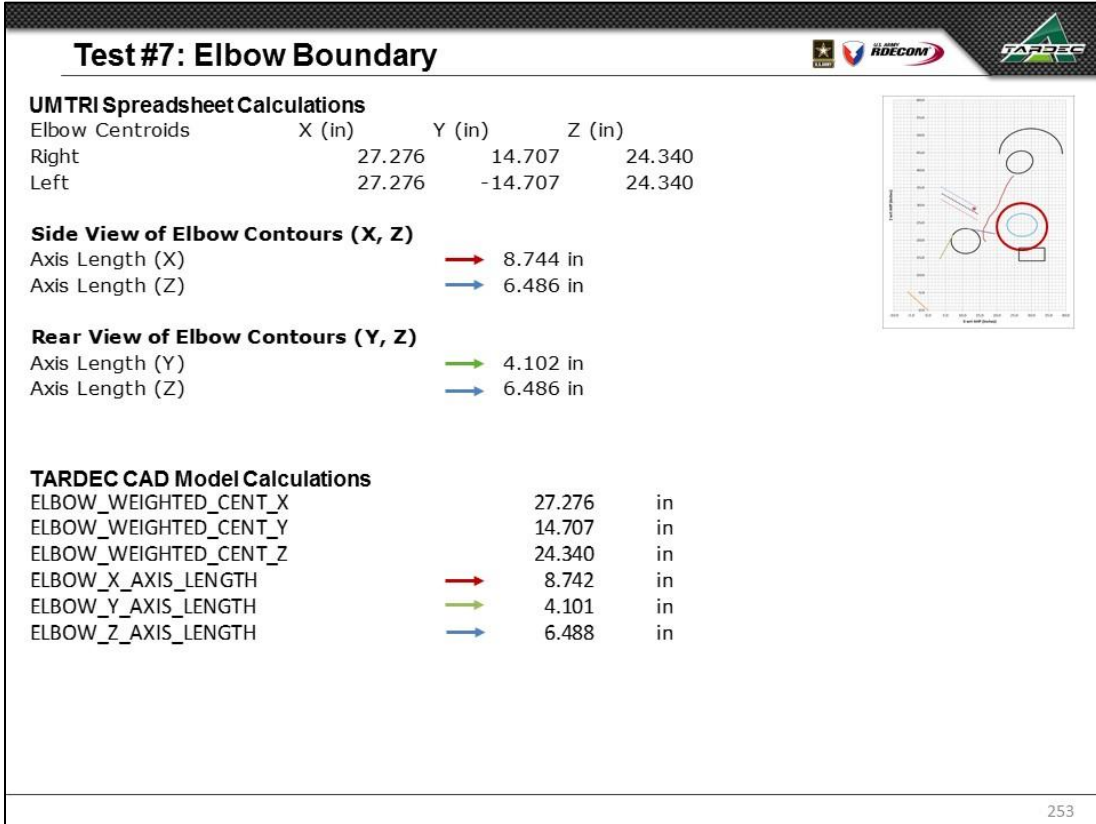 Test #7: Elbow Boundary
U.S. ARMY
U.S. ARMY
RDECOM
TARDEC
UMTRI Spreadsheet Calculations
Elbow Centroids X (in) Y (in) Z (in)
Right 27.276 14.707 24.340
Left 27.276 -14.707 24.340
Side View of Elbow Contours (X, Z)
Axis Length (X) 8.744 in
Axis Length (Z) 6.486 in
Rear View of Elbow Contours (Y, Z)
Axis Length (Y) 4.102 in
Axis Length (Z) 6.486 in
TARDEC CAD Model Calculations
ELBOW_WEIGHTED_CENT_X 27.276 in
ELBOW_WEIGHTED_CENT_Y 14.707 in
ELBOW_WEIGHTED_CENT_Z 24.340 in
ELBOW_X_AXIS_LENGTH 8.742 in
ELBOW_Y_AXIS_LENGTH 4.101 in
ELBOW_Z_AXIS_LENGTH 6.488 in
253